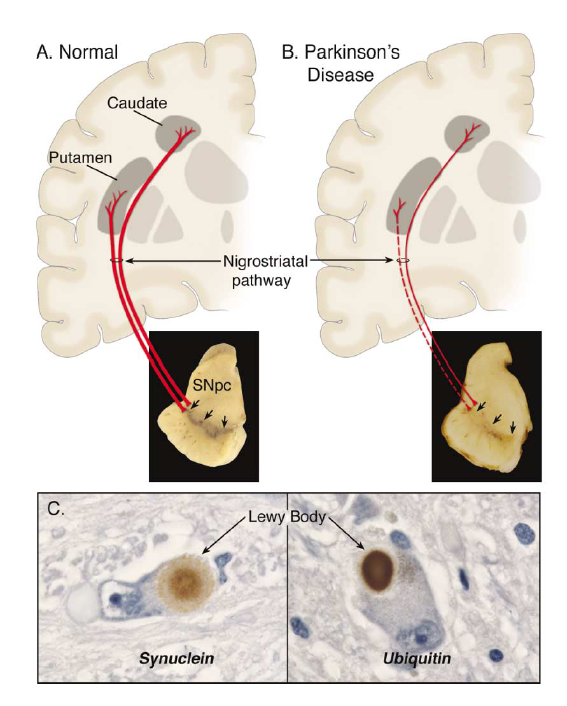 A. Normal
B. Parkinson's
Disease
Caudate
Putamen
Nigrostriatal
pathway
SNpc
C.
Lewy Body
Synuclein
Ubiquitin